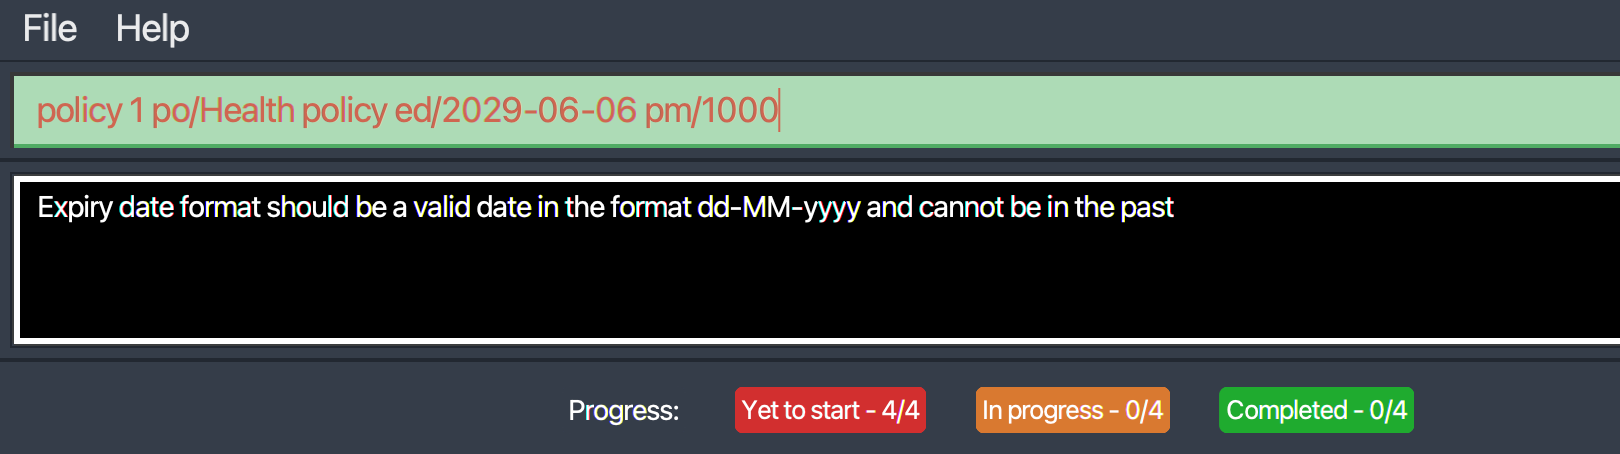 File Help
policy 1 po/Health policy ed/2029-06-06 pm/1000
Expiry date format should be a valid date in the format dd-MM-yyyy and cannot be in the past
Progress: Yet to start - 4/4 In progress - 0/4 Completed - 0/4